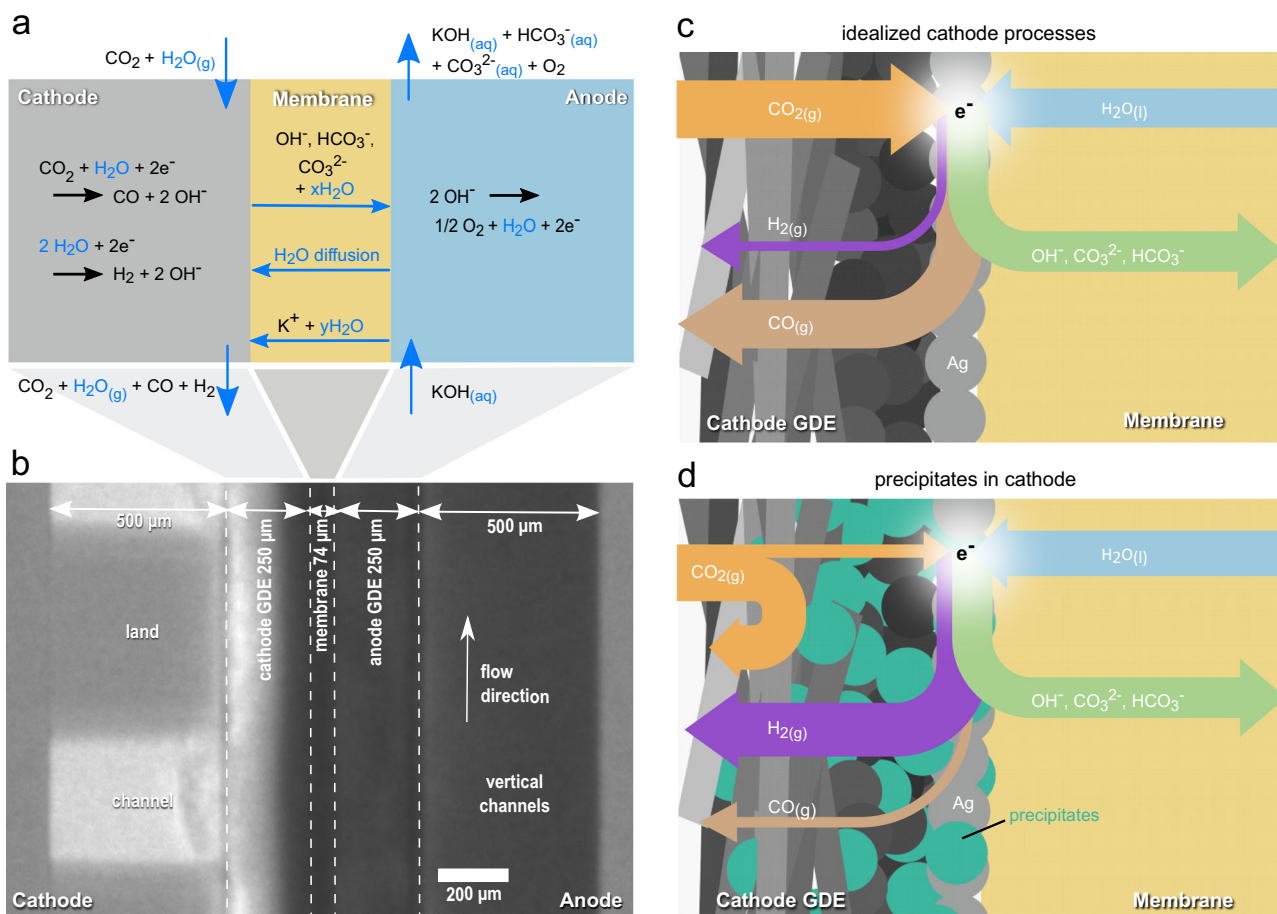 a
CO₂ + H₂O(g)
KOH(aq) + HCO₃⁻(aq)
+ CO₃²⁻(aq) + O₂
Cathode
Membrane
Anode
CO₂ + H₂O + 2e⁻
CO + 2 OH⁻
2 H₂O + 2e⁻
H₂ + 2 OH⁻
OH⁻, HCO₃⁻,
CO₃²⁻
+ xH₂O
H₂O diffusion
K⁺ + yH₂O
2 OH⁻
1/2 O₂ + H₂O + 2e⁻
CO₂ + H₂O(g) + CO + H₂
KOH(aq)
b
500 µm
cathode GDE 250 µm
membrane 74 µm
anode GDE 250 µm
500 µm
land
flow
direction
channel
vertical
channels
200 µm
Cathode
Anode
c
idealized cathode processes
CO₂(g)
e⁻
H₂O(l)
H₂(g)
OH⁻, CO₃²⁻, HCO₃⁻
CO(g)
Ag
Cathode GDE
Membrane
d
precipitates in cathode
CO₂(g)
e⁻
H₂O(l)
H₂(g)
OH⁻, CO₃²⁻, HCO₃⁻
CO(g)
Ag
precipitates
Cathode GDE
Membrane